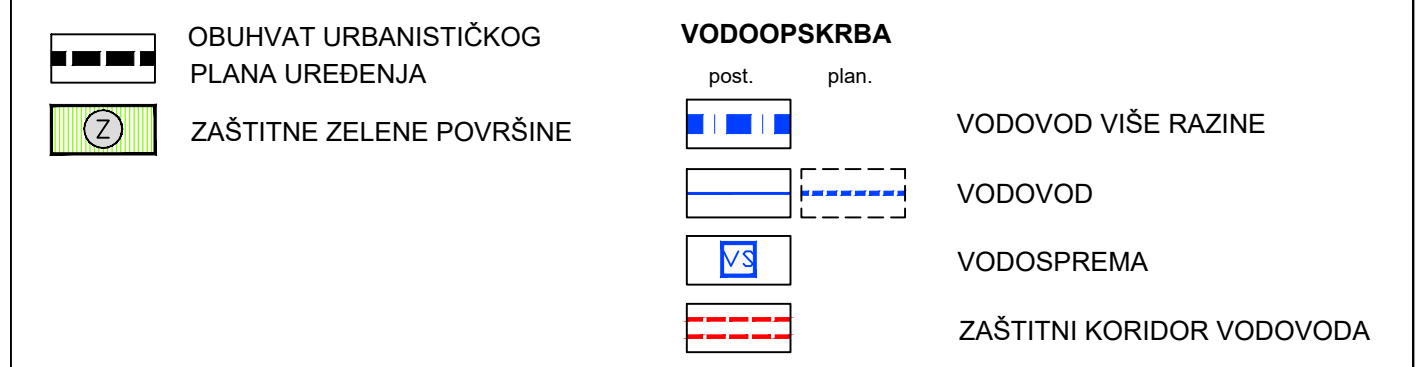 OBUHVAT URBANISTIČKOG
PLANA UREĐENJA
Z
ZAŠTITNE ZELENE POVRŠINE
VODOOPSKRBA
post. plan.
VODOVOD VIŠE RAZINE
VODOVOD
VS
VODOSPREMA
ZAŠTITNI KORIDOR VODOVODA